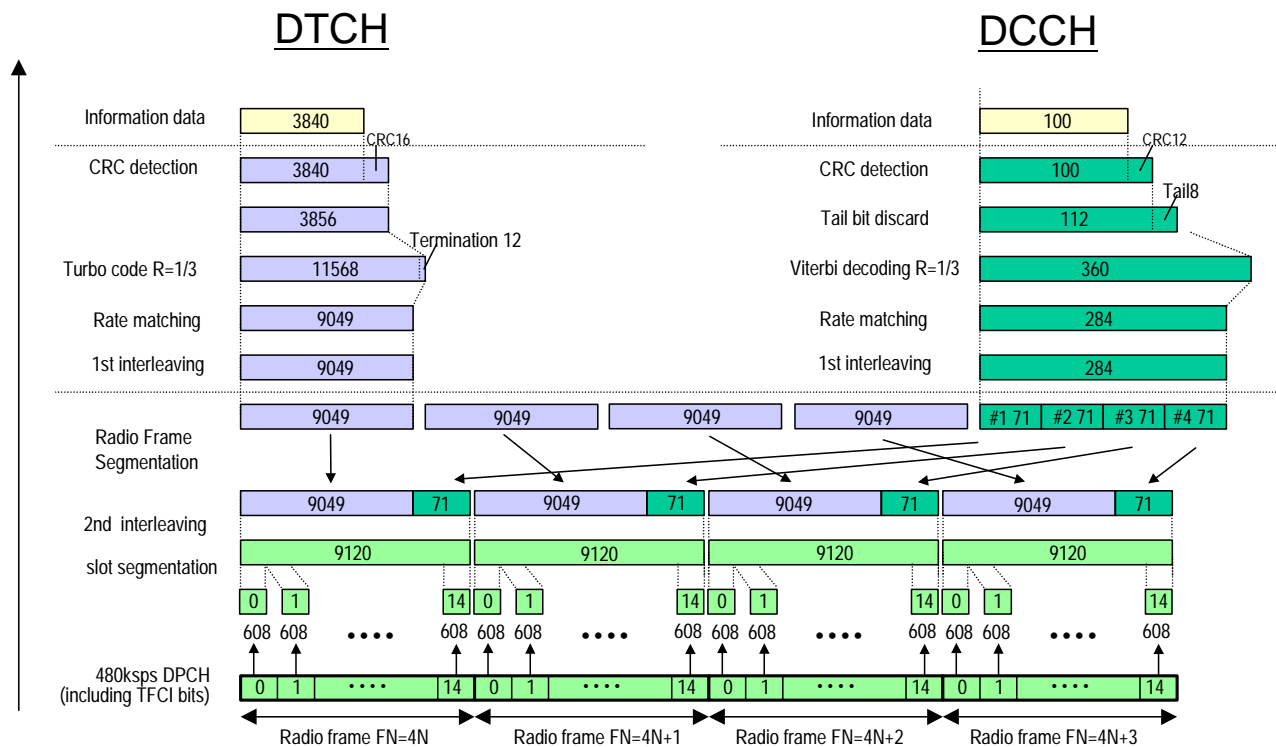 DTCH DCCH
Information data 3840 Information data 100
CRC16 CRC12
CRC detection 3840 CRC detection 100
Tail8
3856 Tail bit discard 112
Termination 12
Turbo code R=1/3 11568 Viterbi decoding R=1/3 360
Rate matching 9049 Rate matching 284
1st interleaving 9049 1st interleaving 284
9049 9049 9049 9049 #1 71 #2 71 #3 71 #4 71
Radio Frame
Segmentation
9049 71 9049 71 9049 71 9049 71
2nd interleaving
9120 9120 9120 9120
slot segmentation
0 1 14 0 1 14 0 1 14 0 1 14
608 608 •••• 608 608 608 •••• 608 608 608 •••• 608 608 608 •••• 608
480ksps DPCH
(including TFCI bits)
0 1 •••• 14 0 1 •••• 14 0 1 •••• 14 0 1 •••• 14
Radio frame FN=4N Radio frame FN=4N+1 Radio frame FN=4N+2 Radio frame FN=4N+3